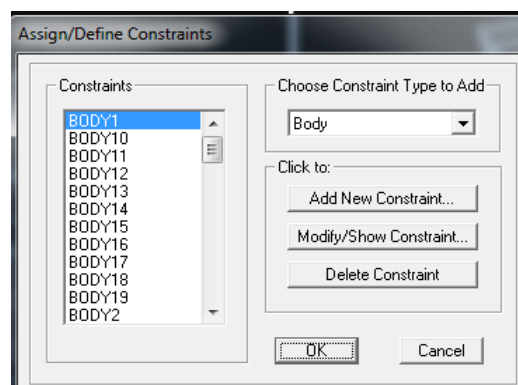 Assign/Define Constraints
Constraints
BODY1
BODY10
BODY11
BODY12
BODY13
BODY14
BODY15
BODY16
BODY17
BODY18
BODY19
BODY2
Choose Constraint Type to Add
Body
Click to:
Add New Constraint...
Modify/Show Constraint...
Delete Constraint
OK
Cancel